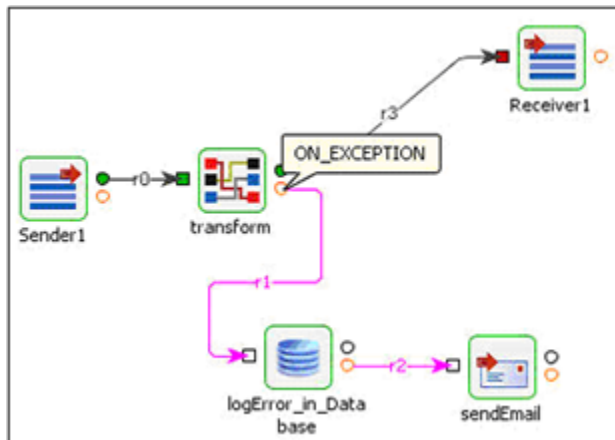 Receiver1
r3
ON_EXCEPTION
r0
Sender1
transform
r1
r2
logError_in_Data
base
sendEmail